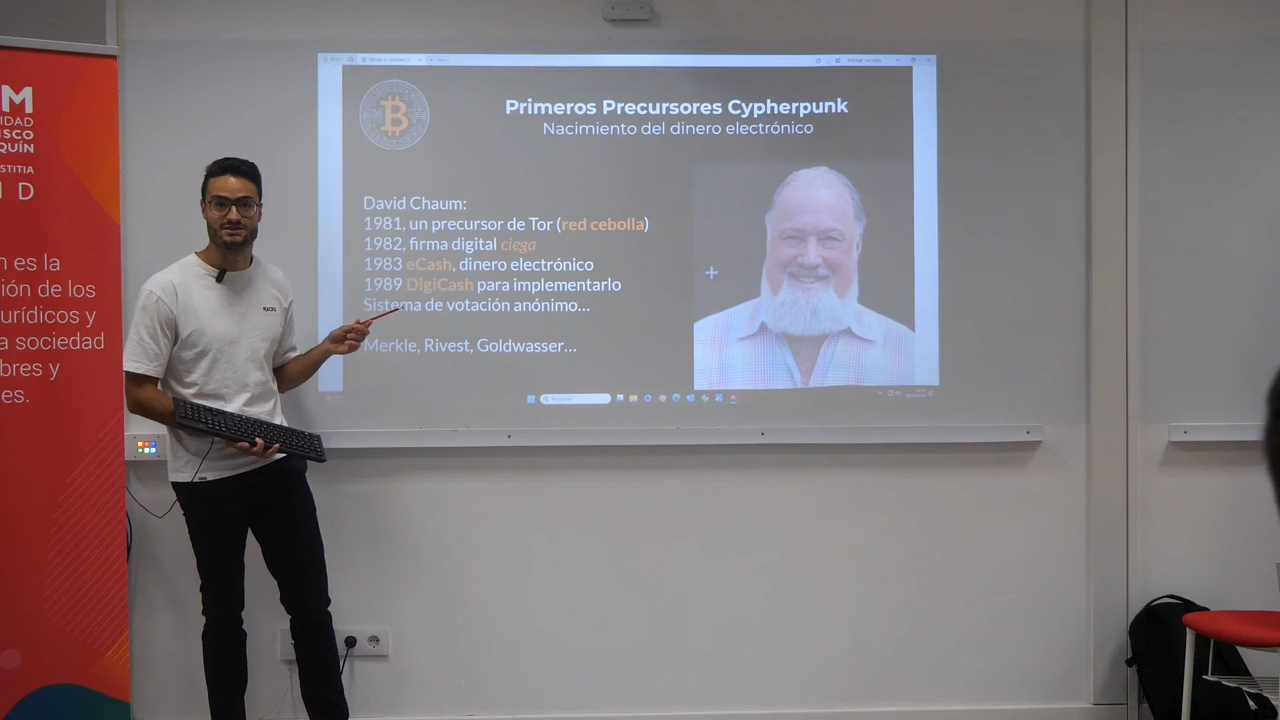 M
IDAD
ISCO
QUÍN
STITIA
I D
n es la
ión de los
urídicos y
a sociedad
bres y
es.
Primeros Precursores Cypherpunk
Nacimiento del dinero electrónico
David Chaum:
1981, un precursor de Tor (red cebolla)
1982, firma digital ciega
1983 eCash, dinero electrónico
1989 DigiCash para implementarlo
Sistema de votación anónimo...
Merkle, Rivest, Goldwasser...